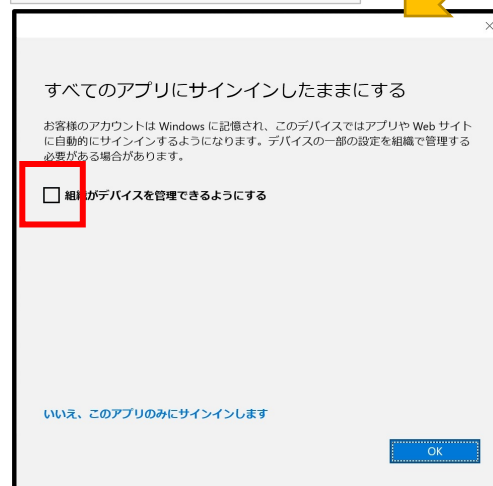 すべてのアプリにサインインしたままにする
お客様のアカウントは Windows に記憶され、このデバイスではアプリや Web サイト
に自動的にサインインするようになります。デバイスの一部の設定を組織で管理する
必要がある場合があります。
組織がデバイスを管理できるようにする
いいえ、このアプリのみにサインインします
OK